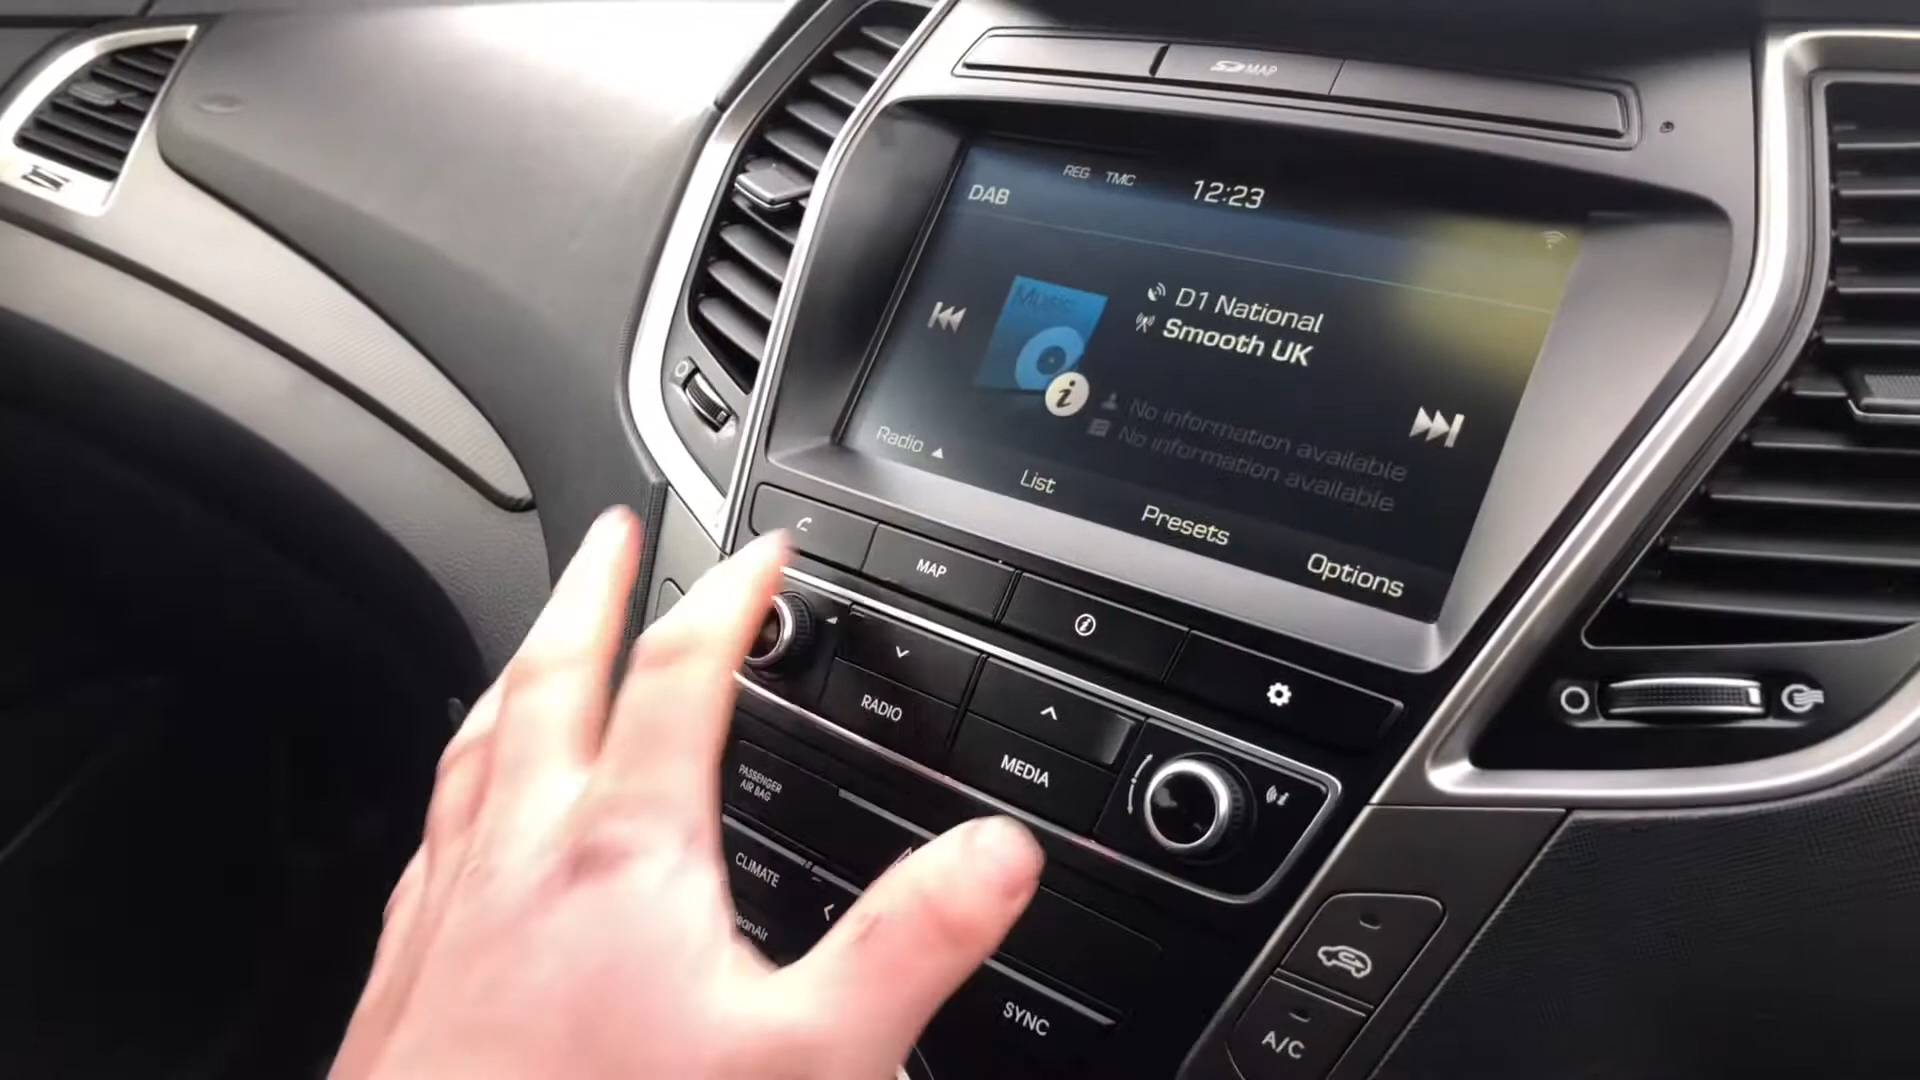 MAP
REG TMC
12:23
DAB
Music
D1 National
Smooth UK
i
No information available
No information available
Radio
List
Presets
Options
MAP
RADIO
MEDIA
PASSENGER
AIR BAG
CLIMATE
SYNC
A/C